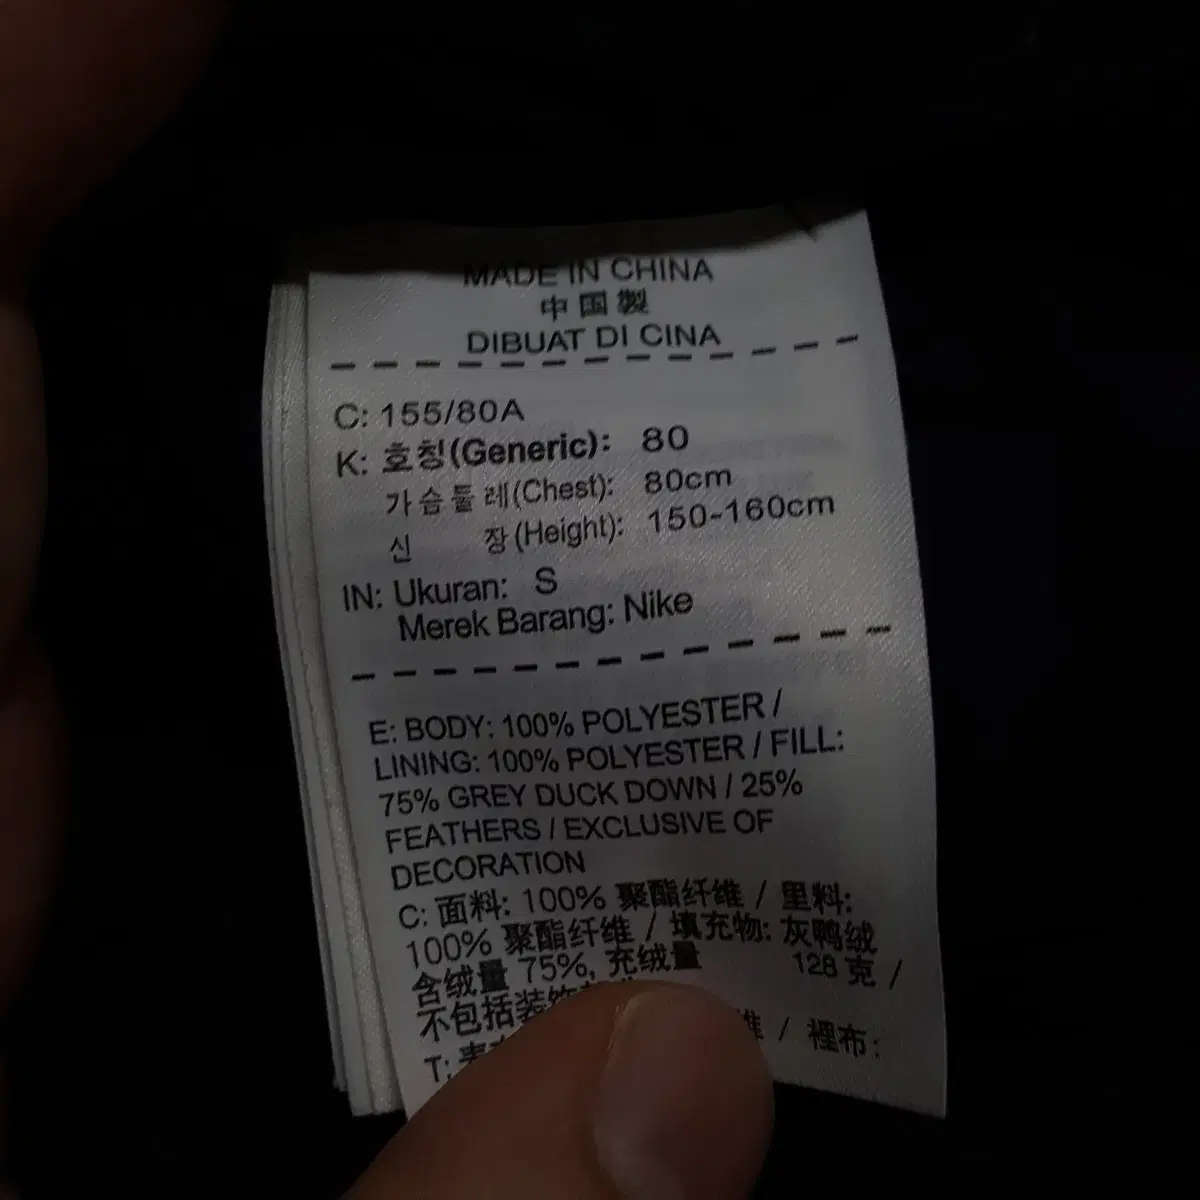 MADE IN CHINA
中国製
DIBUAT DI CINA
C: 155/80A
K: 호칭(Generic): 80
가슴둘레(Chest): 80cm
신 장(Height): 150-160cm
IN: Ukuran: S
Merek Barang: Nike
E: BODY: 100% POLYESTER /
LINING: 100% POLYESTER / FILL:
75% GREY DUCK DOWN / 25%
FEATHERS / EXCLUSIVE OF
DECORATION
C: 面料: 100% 聚酯纤维 / 里料:
100% 聚酯纤维 / 填充物: 灰鸭绒
含绒量 75%, 充绒量 128 克 /
不包括装饰
T: 维 / 裡布: